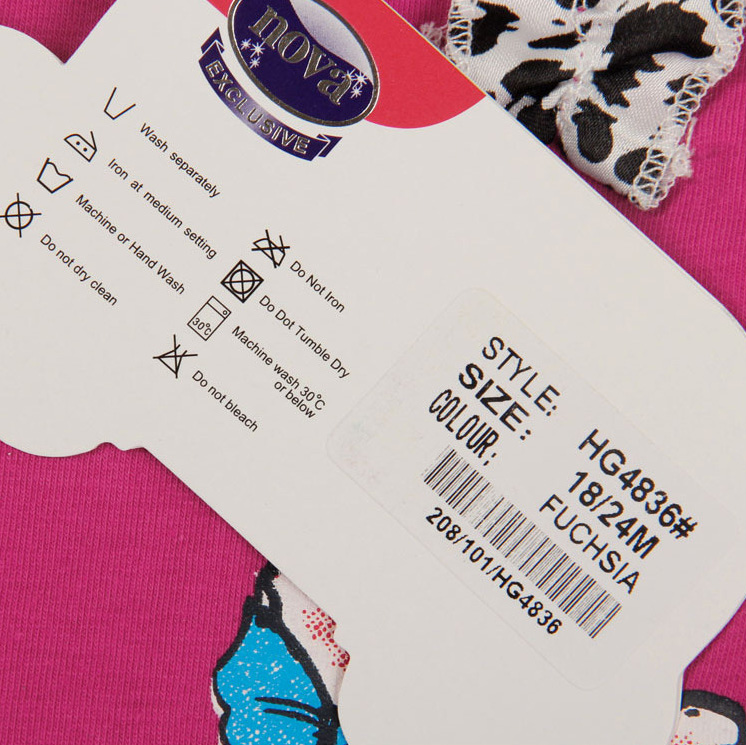 nova
EXCLUSIVE
Wash separately
Iron at medium setting
Machine or Hand Wash
Do not dry clean
Do Not Iron
Do Dot Tumble Dry
30°C
Machine wash 30°C
or below
Do not bleach
STYLE: HG4836#
SIZE: 18/24M
COLOUR; FUCHSIA
208/101/HG4836